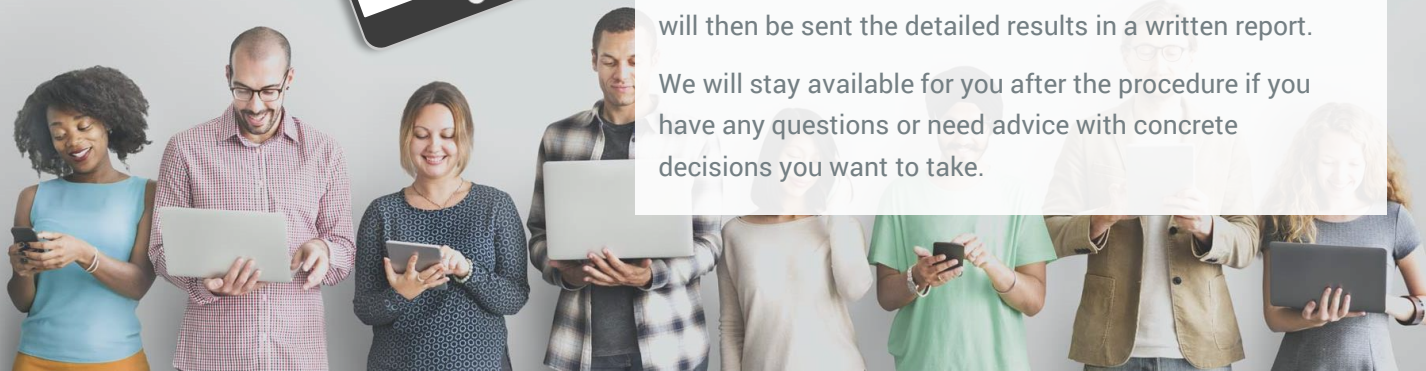 will then be sent the detailed results in a written report.
We will stay available for you after the procedure if you
have any questions or need advice with concrete
decisions you want to take.